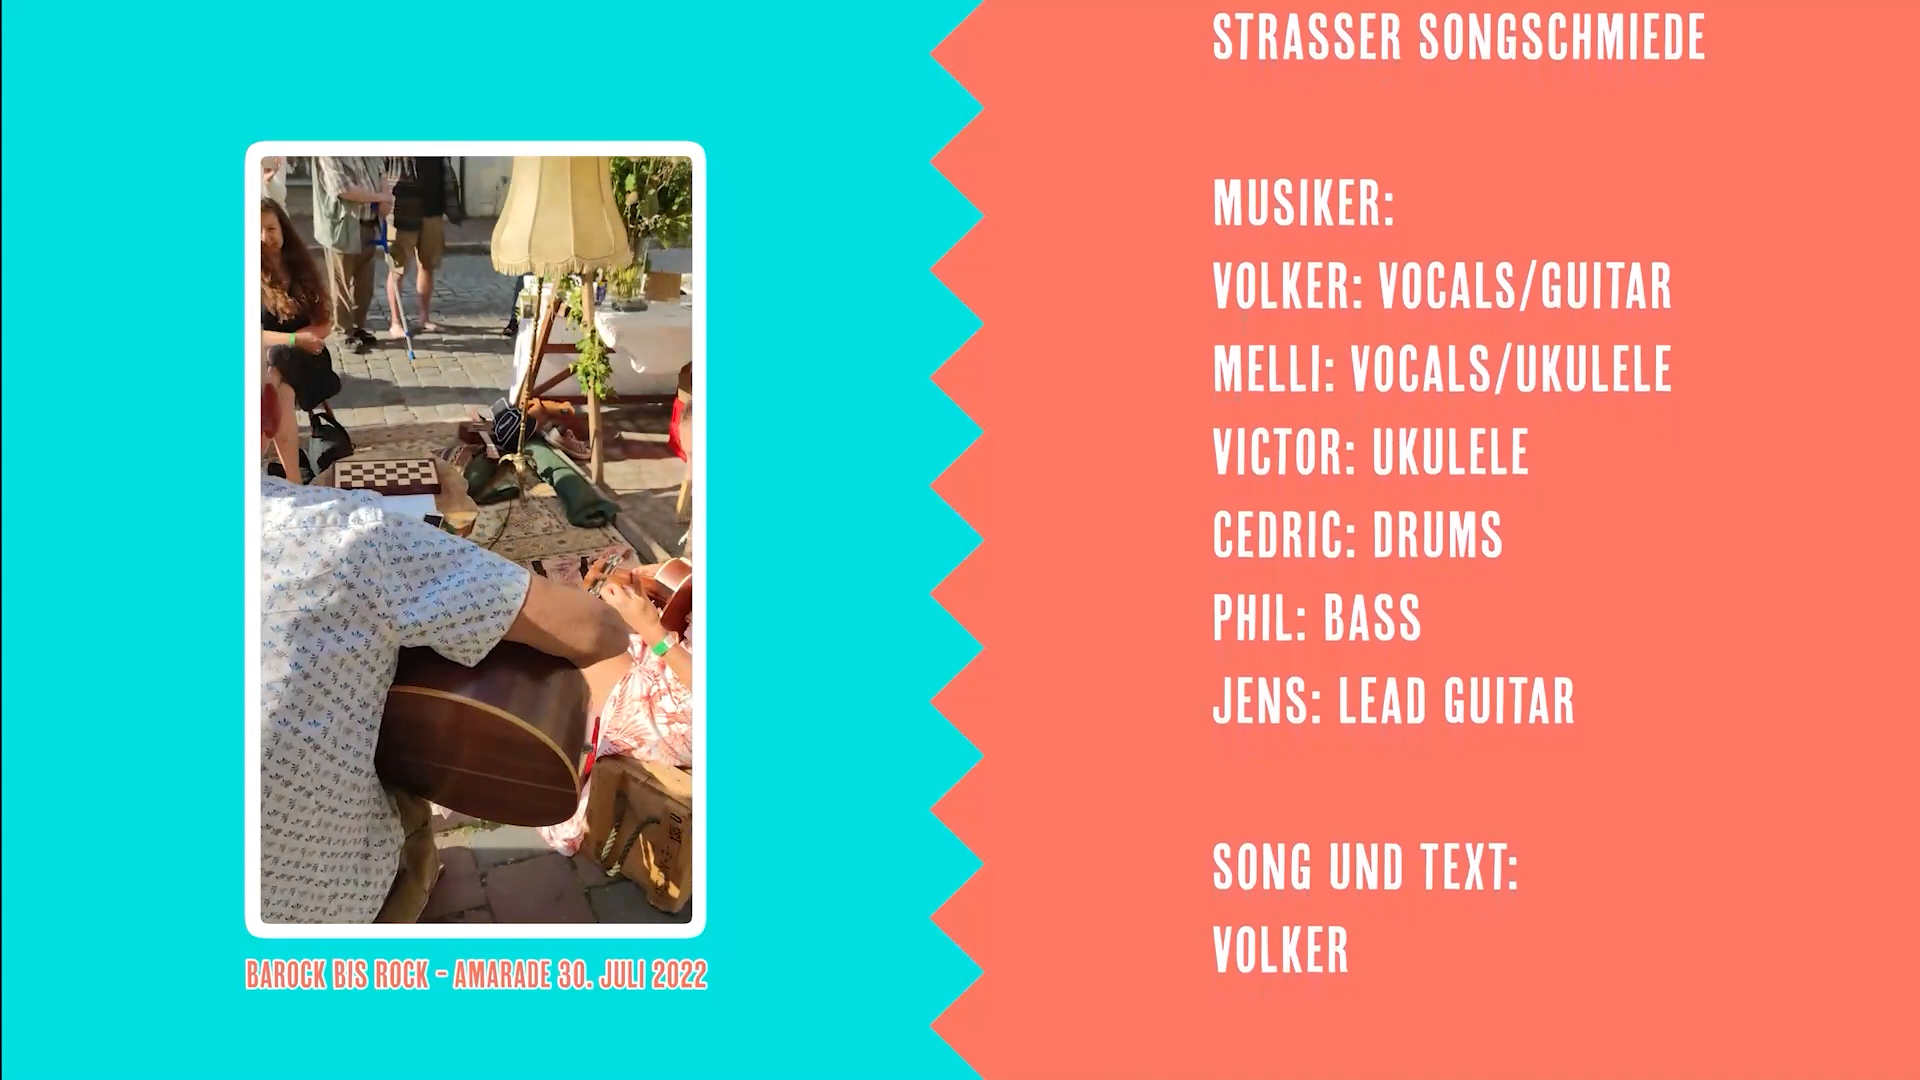 STRASSER SONGSCHMIEDE
MUSIKER:
VOLKER: VOCALS/GUITAR
MELLI: VOCALS/UKULELE
VICTOR: UKULELE
CEDRIC: DRUMS
PHIL: BASS
JENS: LEAD GUITAR
SONG UND TEXT:
VOLKER
BAROCK BIS ROCK - AMARADE 30. JULI 2022